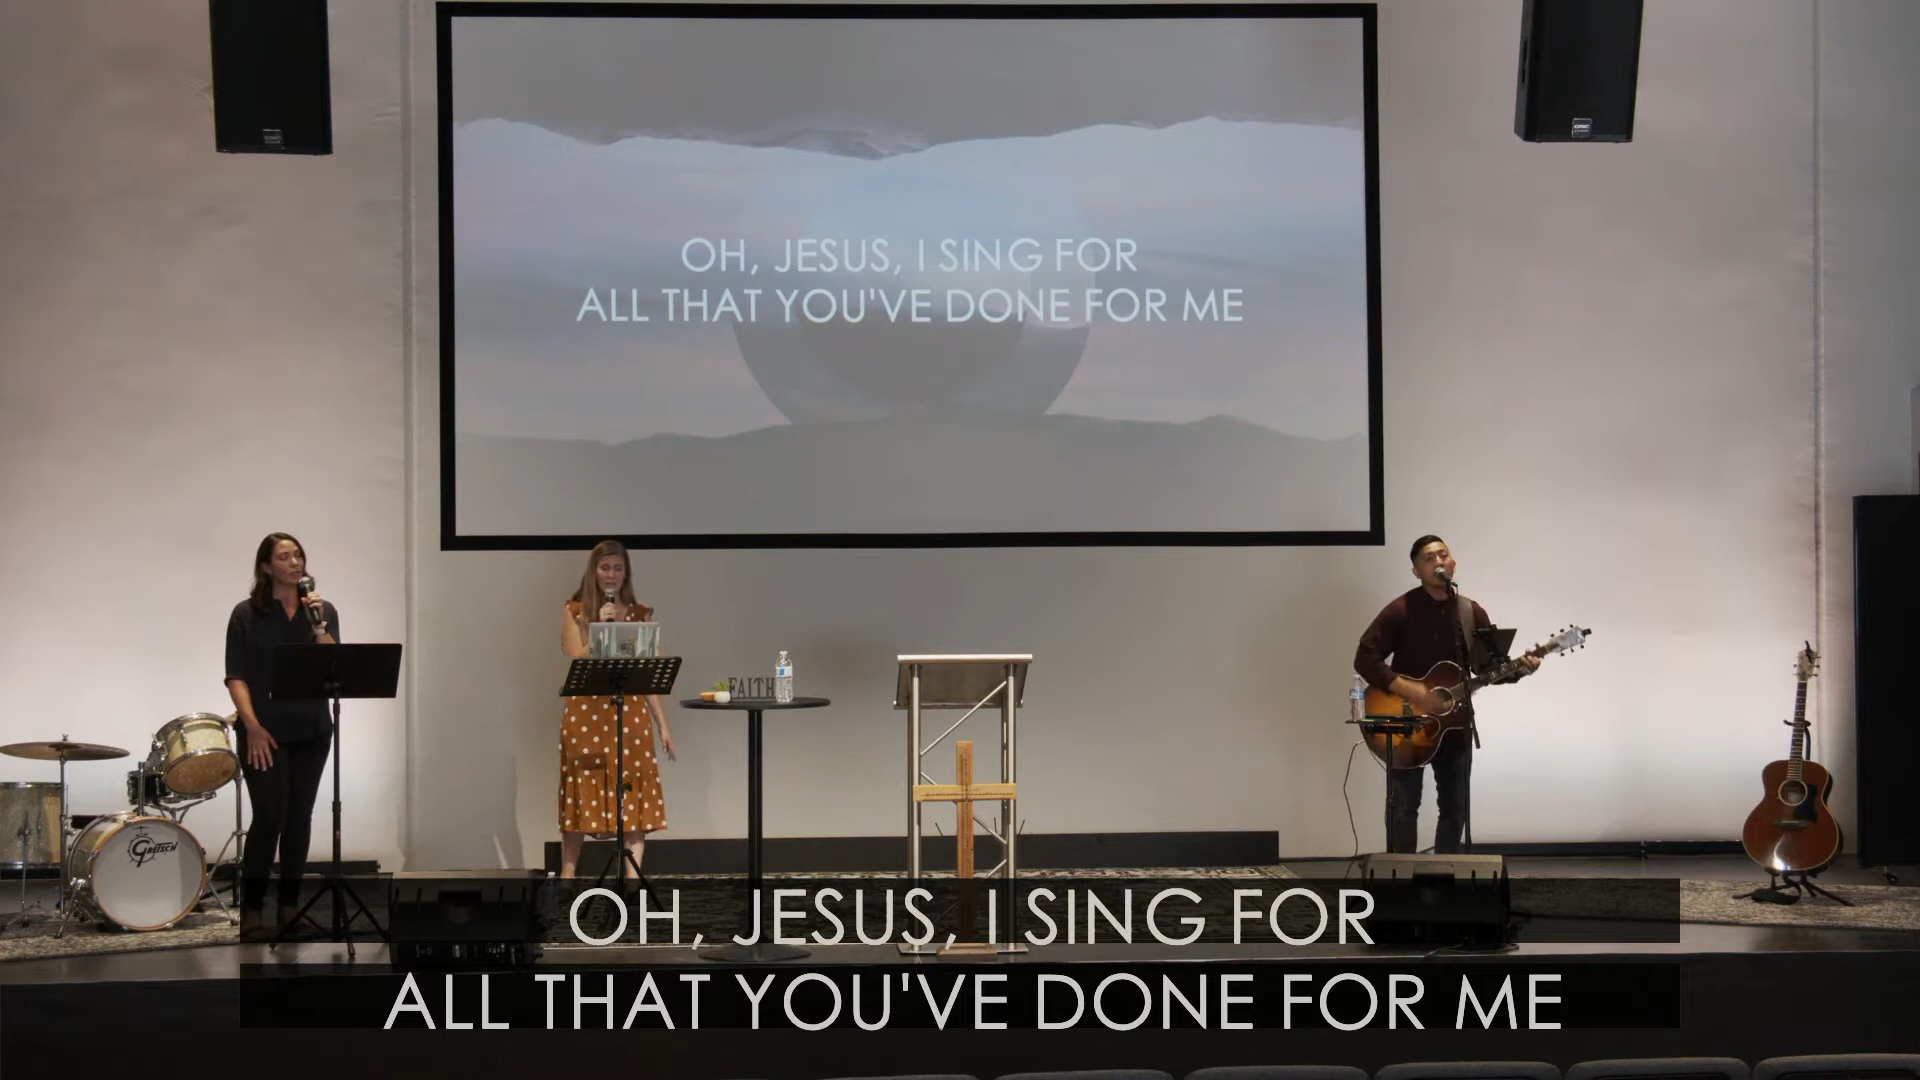 OH, JESUS, I SING FOR
ALL THAT YOU'VE DONE FOR ME
FAITH
GRETSCH
OH, JESUS, I SING FOR
ALL THAT YOU'VE DONE FOR ME